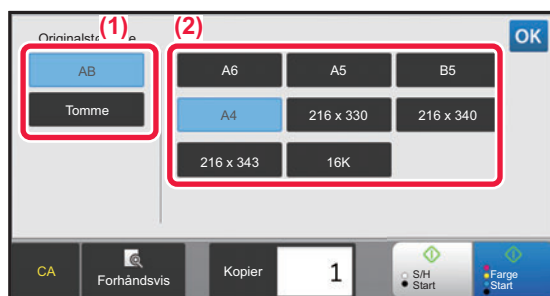 (1) (2)
OK
AB
Tomme
A6 A5 B5
A4 216 x 330 216 x 340
216 x 343 16K
CA
Forhåndsvis
Kopier
1
S/H
Start
Farge
Start